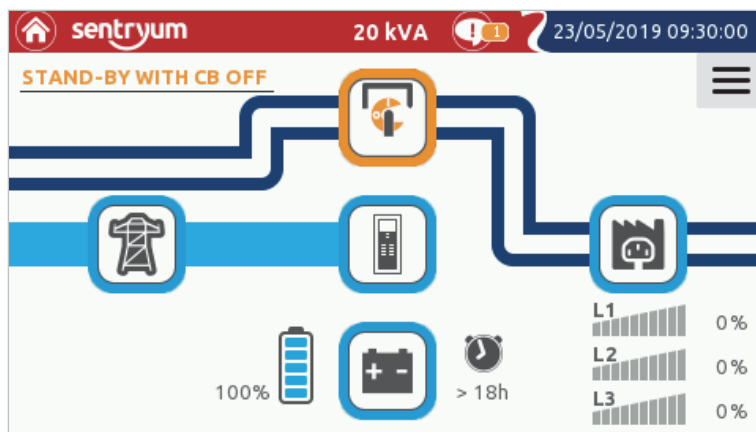 sentryum 20 kVA 1 23/05/2019 09:30:00
STAND-BY WITH CB OFF
L1 0%
L2 0%
100% > 18h
L3 0%